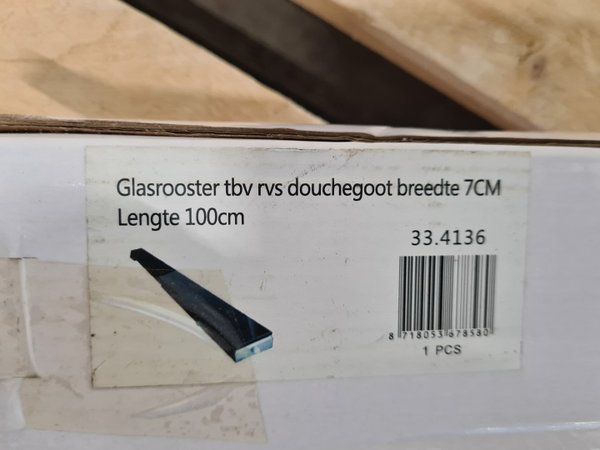 Glasrooster tbv rvs douchegoot breedte 7CM
Lengte 100cm
33.4136
8 718053 678580
1 PCS